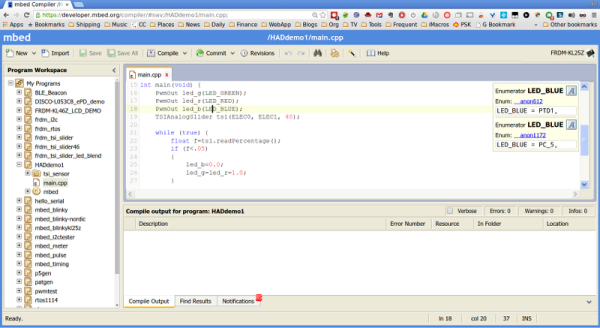 mbed Compiler /HADdemo1
https://developer.mbed.org/compiler/#nav:/HADdemo1/main.cpp;
Apps Bookmarks Shipping Music CC Places News Daily Finance WebApp Blogs Org TV Tools Frequent iMacros PSK Other bookmarks
mbed /HADdemo1/main.cpp
New Import Save Save All Compile Commit Revisions Help FRDM-KL25Z
Program Workspace
My Programs
BLE_Beacon
DISCO-L053C8_ePD_demo
FRDM-KL46Z_LCD_DEMO
frdm_i2c
frdm_rtos
frdm_tsi_slider
frdm_tsi_slider46
frdm_tsi_slider_led_blend
HADdemo1
tsi_sensor
main.cpp
mbed
hello_serial
mbed_blinky
mbed_blinky-nordic
mbed_blinkykl25z
mbed_i2ctester
mbed_meter
mbed_pulse
mbed_timing
p5gen
patgen
pwmtest
rtos1114
main.cpp x
15 int main(void) {
16 PwmOut led_g(LED_GREEN);
17 PwmOut led_r(LED_RED);
18 PwmOut led_b(LED_BLUE);
19 TSIAnalogSlider tsi(ELEC0, ELEC1, 40);
20
21 while (true) {
22 float f=tsi.readPercentage();
23 if (f<.05)
24 {
25 led_b=0.0;
26 led_g=led_r=1.0;
27 }
Enumerator LED_BLUE
Enum: __anon612
LED_BLUE = PTD1,
Enumerator LED_BLUE
Enum: __anon1172
LED_BLUE = PC_5,
Compile output for program: HADdemo1 Verbose Errors: 0 Warnings: 0 Infos: 0
Description Error Number Resource In Folder Location
Compile Output Find Results Notifications
Ready. ln 18 col 20 37 INS